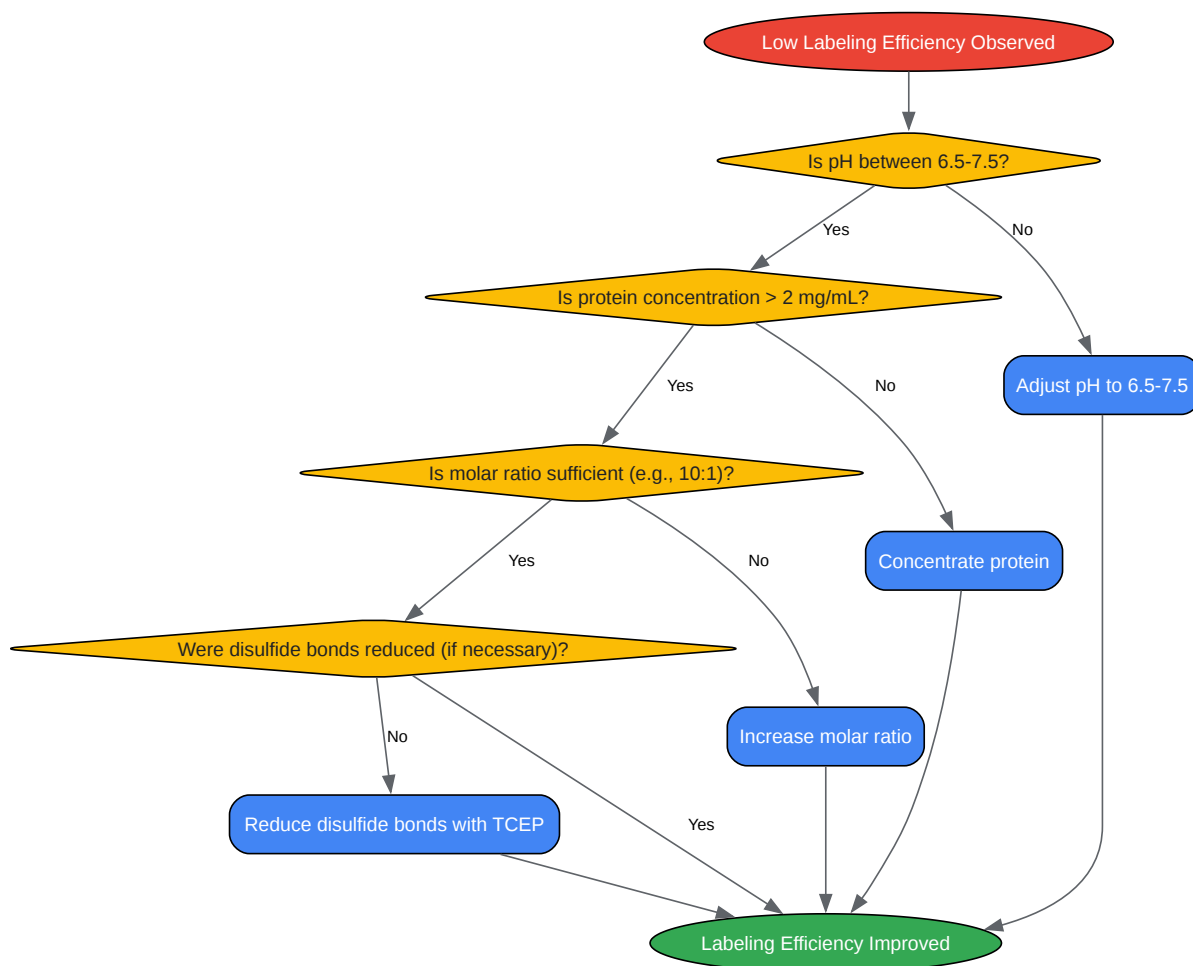 Low Labeling Efficiency Observed
Is pH between 6.5-7.5?
Yes
No
Is protein concentration > 2 mg/mL?
Yes
No
Adjust pH to 6.5-7.5
Is molar ratio sufficient (e.g., 10:1)?
Yes
No
Concentrate protein
Were disulfide bonds reduced (if necessary)?
No
Yes
Increase molar ratio
Reduce disulfide bonds with TCEP
Labeling Efficiency Improved